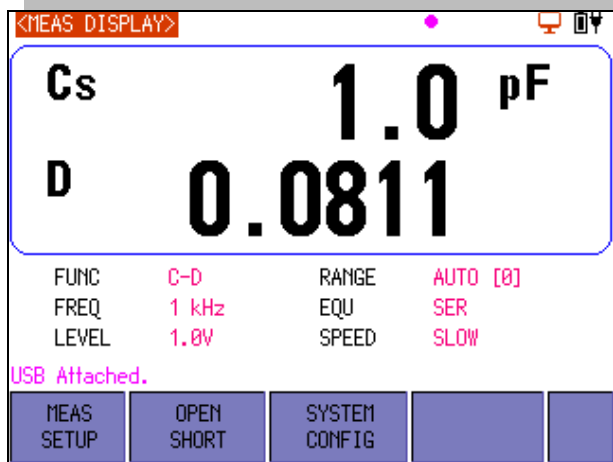 <MEAS DISPLAY>
Cs 1.0 pF
D 0.0811
FUNC C-D RANGE AUTO [0]
FREQ 1 kHz EQU SER
LEVEL 1.0V SPEED SLOW
USB Attached.
MEAS SETUP
OPEN SHORT
SYSTEM CONFIG